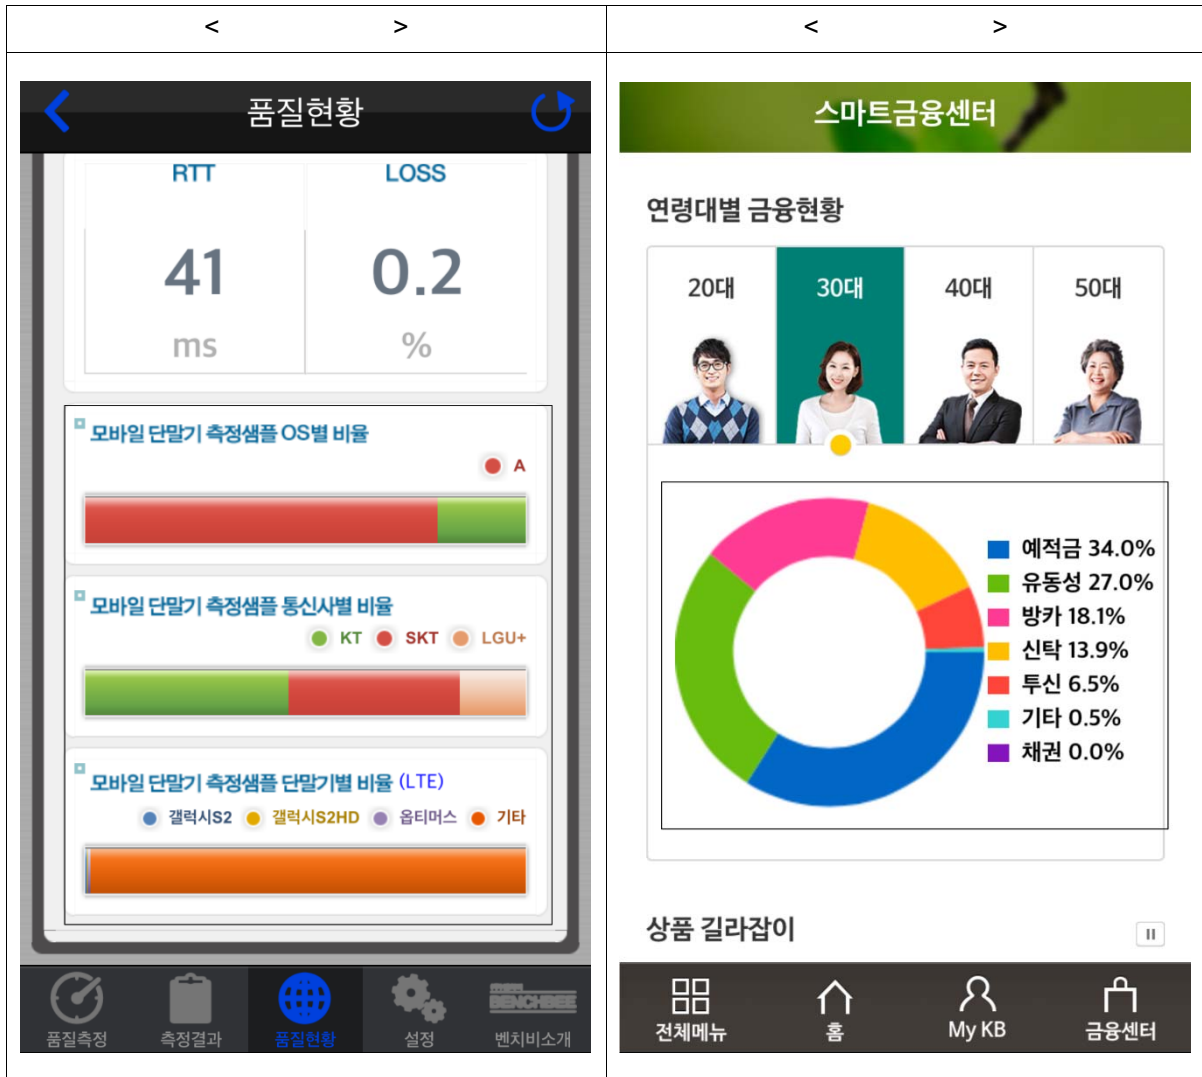 < >
< >
품질현황
RTT LOSS
41 0.2
ms %
모바일 단말기 측정샘플 OS별 비율
A
모바일 단말기 측정샘플 통신사별 비율
KT SKT LGU+
모바일 단말기 측정샘플 단말기별 비율 (LTE)
갤럭시S2 갤럭시S2HD 옵티머스 기타
BENCHBEE
품질측정 측정결과 품질현황 설정 벤치비소개
스마트금융센터
연령대별 금융현황
20대 30대 40대 50대
예적금 34.0%
유동성 27.0%
방카 18.1%
신탁 13.9%
투신 6.5%
기타 0.5%
채권 0.0%
상품 길라잡이
전체메뉴 홈 My KB 금융센터